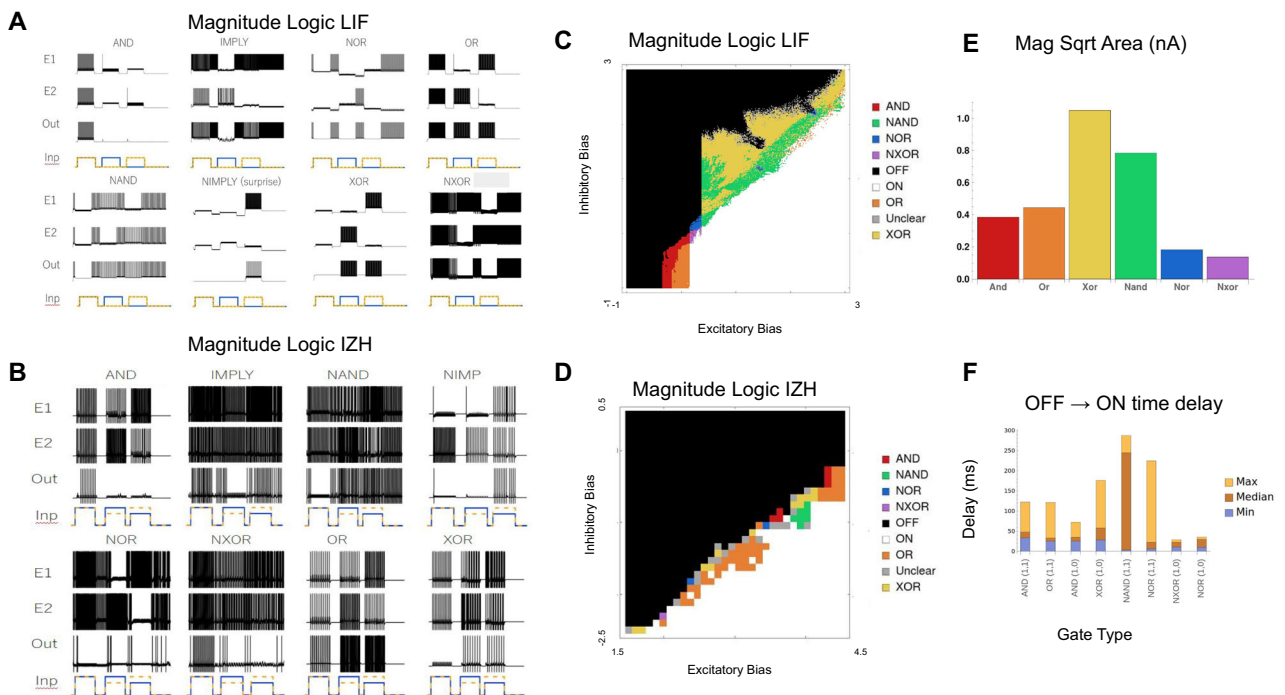 A
Magnitude Logic LIF
AND IMPLY NOR OR
E1
E2
Out
Inp
NAND NIMPLY (surprise) XOR NXOR
E1
E2
Out
Inp
B
Magnitude Logic IZH
AND IMPLY NAND NIMP
E1
E2
Out
Inp
NOR NXOR OR XOR
E1
E2
Out
Inp
C
Magnitude Logic LIF
3
Inhibitory Bias
-1
-1 3
Excitatory Bias
AND
NAND
NOR
NXOR
OFF
ON
OR
Unclear
XOR
D
Magnitude Logic IZH
0.5
Inhibitory Bias
-2.5
1.5 4.5
Excitatory Bias
AND
NAND
NOR
NXOR
OFF
ON
OR
Unclear
XOR
E
Mag Sqrt Area (nA)
1.0
0.8
0.6
0.4
0.2
0.0
And Or Xor Nand Nor Nxor
F
OFF → ON time delay
Delay (ms)
300
250
200
150
100
50
0
AND (1,1)
OR (1,1)
AND (1,0)
XOR (1,0)
NAND (1,1)
NOR (1,1)
NXOR (1,0)
NOR (1,0)
Gate Type
Max
Median
Min